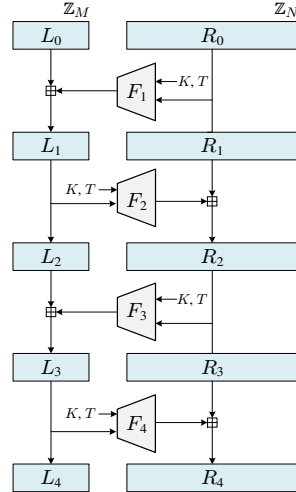 ℤ_M ℤ_N
L_0 R_0
F_1 K, T
L_1 R_1
K, T F_2
L_2 R_2
F_3 K, T
L_3 R_3
K, T F_4
L_4 R_4